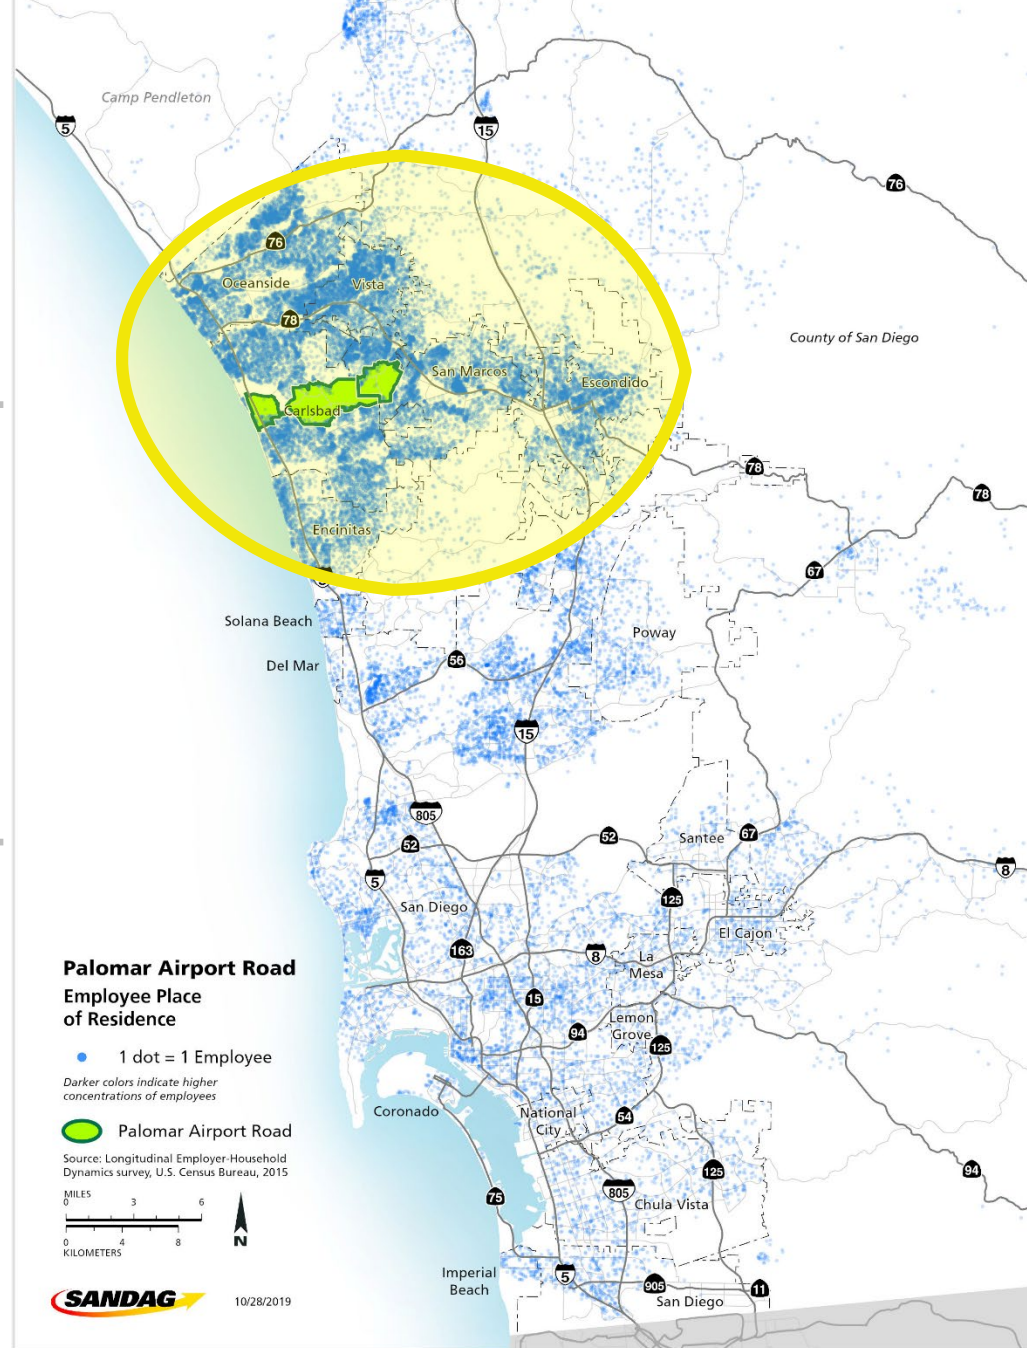 Camp Pendleton
5
15
76
76
Oceanside
Vista
78
County of San Diego
San Marcos
Escondido
Carlsbad
78
78
Encinitas
67
Solana Beach
Poway
Del Mar
56
15
805
52
52
Santee
67
5
8
125
San Diego
El Cajon
163
8
La
Mesa
15
Lemon
Grove
94
125
Coronado
National
City
54
125
94
75
805
Chula Vista
Imperial
Beach
5
905
11
San Diego
Palomar Airport Road
Employee Place
of Residence
1 dot = 1 Employee
Darker colors indicate higher
concentrations of employees
Palomar Airport Road
Source: Longitudinal Employer-Household
Dynamics survey, U.S. Census Bureau, 2015
MILES
0 3 6
0 4 8
KILOMETERS
N
SANDAG
10/28/2019